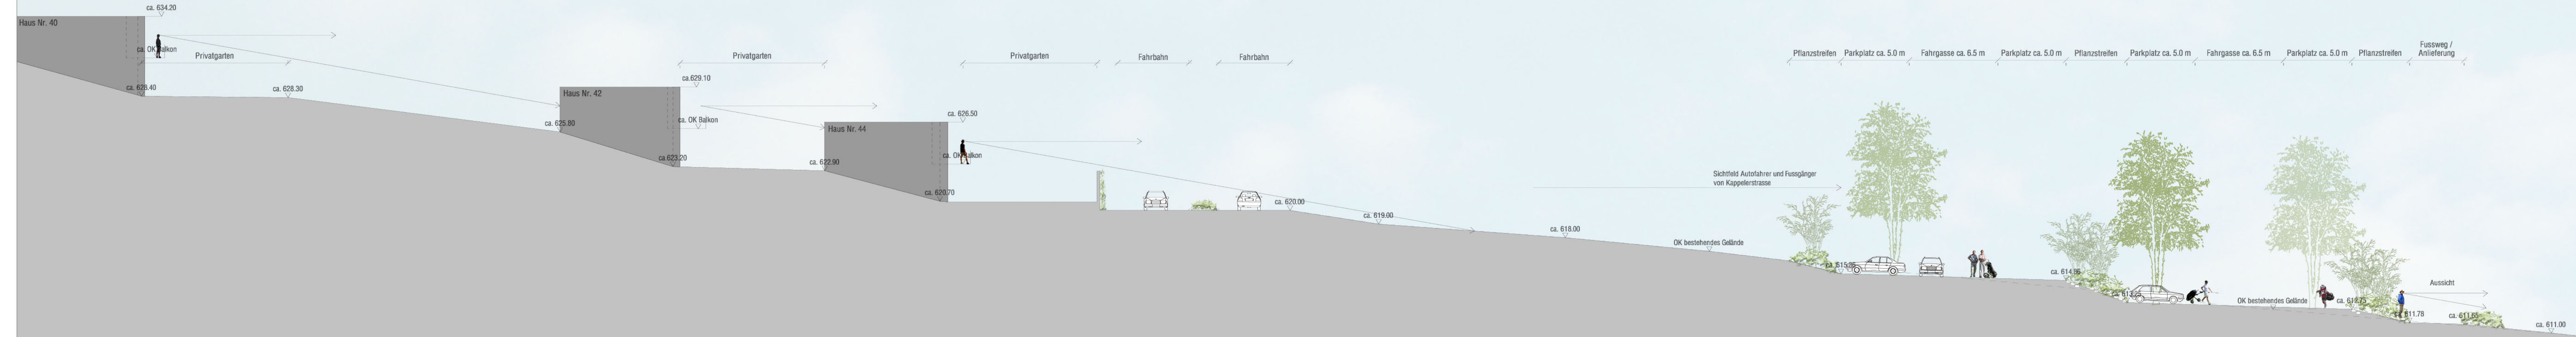 Haus Nr. 40
ca. 634.20
ca. OK Balkon
Privatgarten
ca. 628.40
ca. 628.30
Haus Nr. 42
ca. 625.80
ca.629.10
Privatgarten
ca. OK Balkon
ca.623.20
Haus Nr. 44
ca. 622.90
ca. 626.50
Privatgarten
ca. OK Balkon
ca. 620.70
Fahrbahn
Fahrbahn
ca. 620.00
ca. 619.00
ca. 618.00
Sichtfeld Autofahrer und Fussgänger
von Kappelerstrasse
OK bestehendes Gelände
Pflanzstreifen
Parkplatz ca. 5.0 m
Fahrgasse ca. 6.5 m
Parkplatz ca. 5.0 m
Pflanzstreifen
Parkplatz ca. 5.0 m
Fahrgasse ca. 6.5 m
Parkplatz ca. 5.0 m
Pflanzstreifen
Fussweg /
Anlieferung
OK bestehendes Gelände
Aussicht
ca. 611.78
ca. 611.00